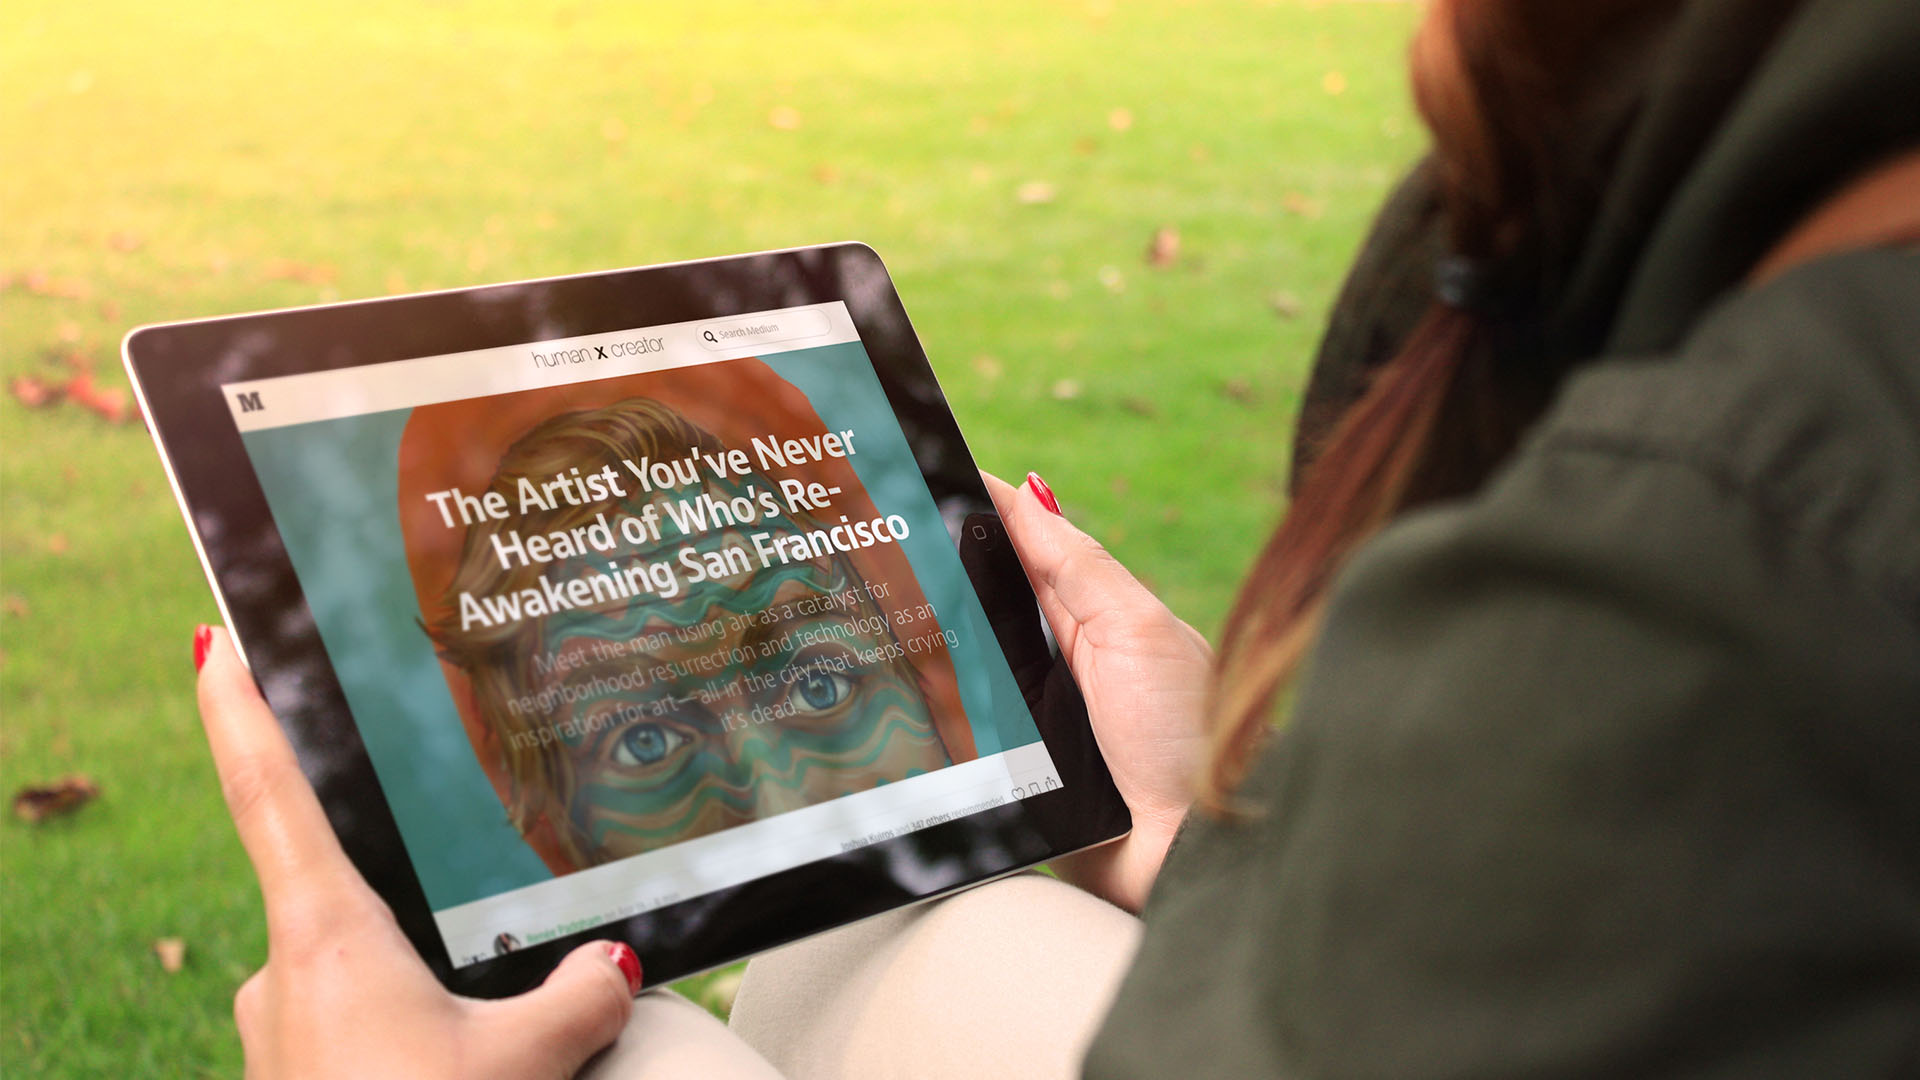 M
human x creator
Search Medium
The Artist You've Never
Heard of Who's Re-
Awakening San Francisco
Meet the man using art as a catalyst for
neighborhood resurrection and technology as an
inspiration for art—all in the city that keeps crying
it's dead.
Joshua Kuiros and 347 others recommended